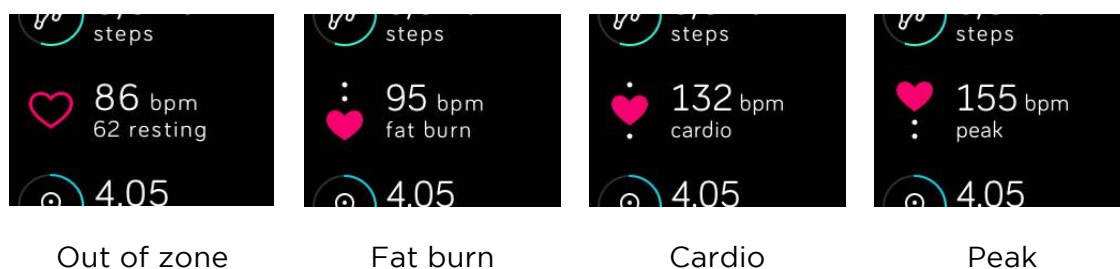 steps
86 bpm
62 resting
4.05
Out of zone
steps
95 bpm
fat burn
4.05
Fat burn
steps
132 bpm
cardio
4.05
Cardio
steps
155 bpm
peak
4.05
Peak